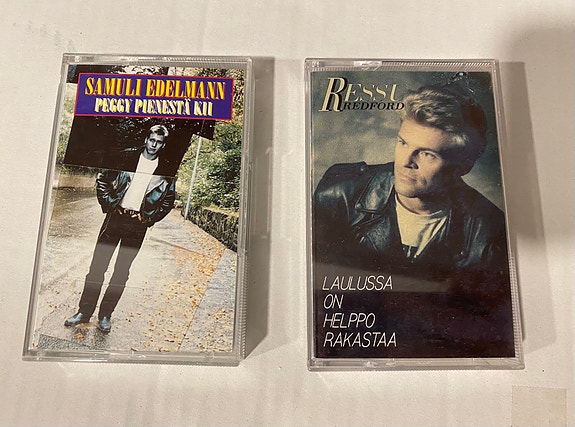 SAMULI EDELMANN
PEGGY PIENESTÄ KII
RESSU
REDFORD
LAULUSSA
ON
HELPPO
RAKASTAA